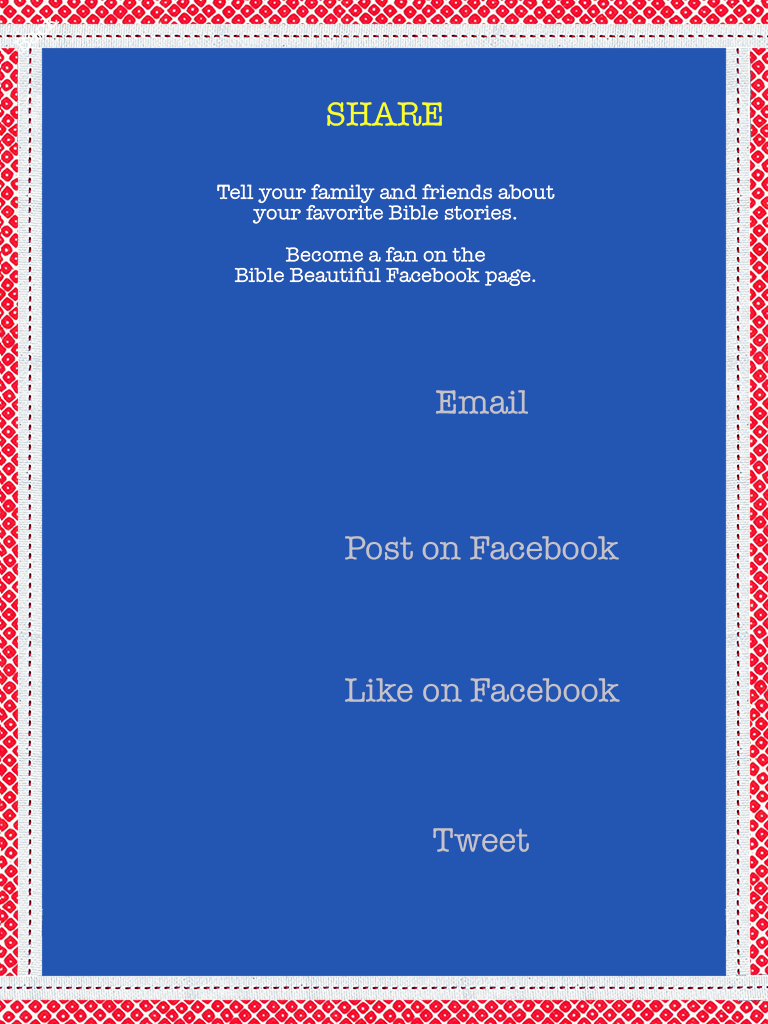 SHARE
Tell your family and friends about
your favorite Bible stories.
Become a fan on the
Bible Beautiful Facebook page.
Email
Post on Facebook
Like on Facebook
Tweet